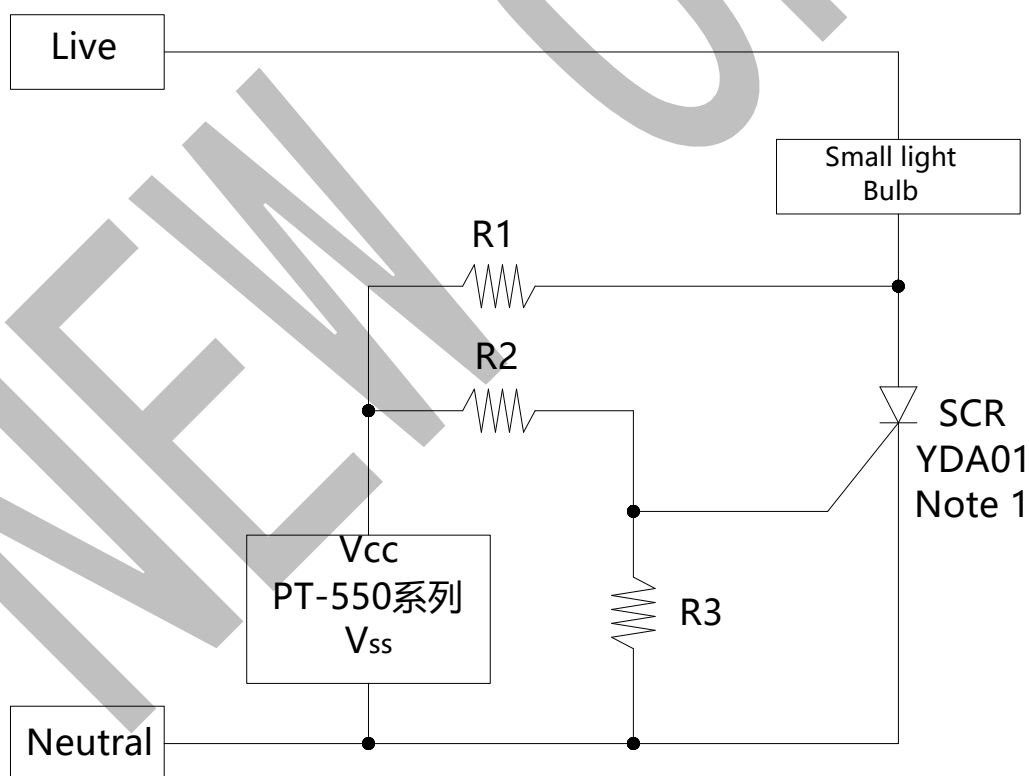 Live
Small light
Bulb
R1
R2
SCR
YDA01
Note 1
Vcc
PT-550系列
Vss
R3
Neutral
NEW